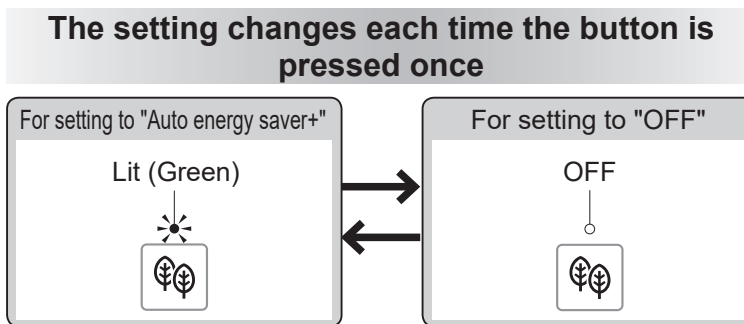 The setting changes each time the button is
pressed once
For setting to "Auto energy saver+"
Lit (Green)
For setting to "OFF"
OFF